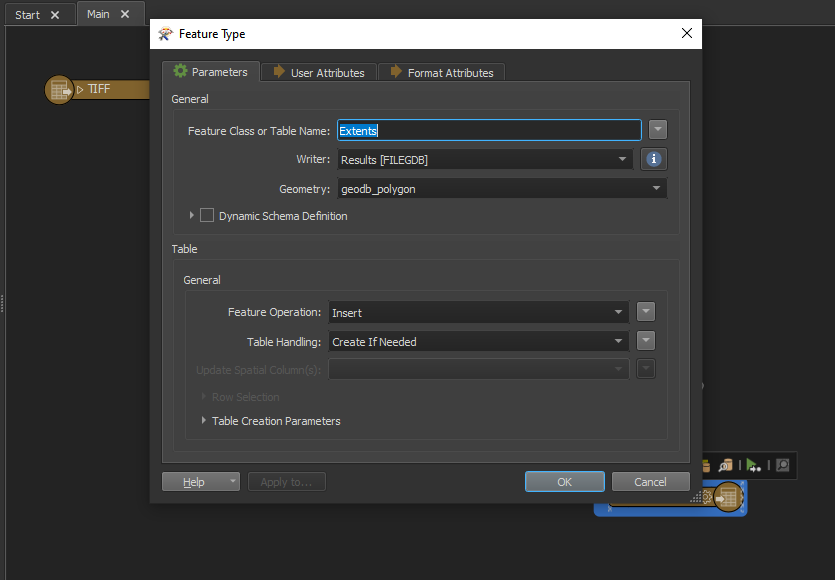 Start
Main
Feature Type
TIFF
Parameters
User Attributes
Format Attributes
General
Feature Class or Table Name: Extents
Writer: Results [FILEGDB]
Geometry: geodb_polygon
Dynamic Schema Definition
Table
General
Feature Operation: Insert
Table Handling: Create If Needed
Update Spatial Column(s):
Row Selection
Table Creation Parameters
Help
Apply to...
OK
Cancel